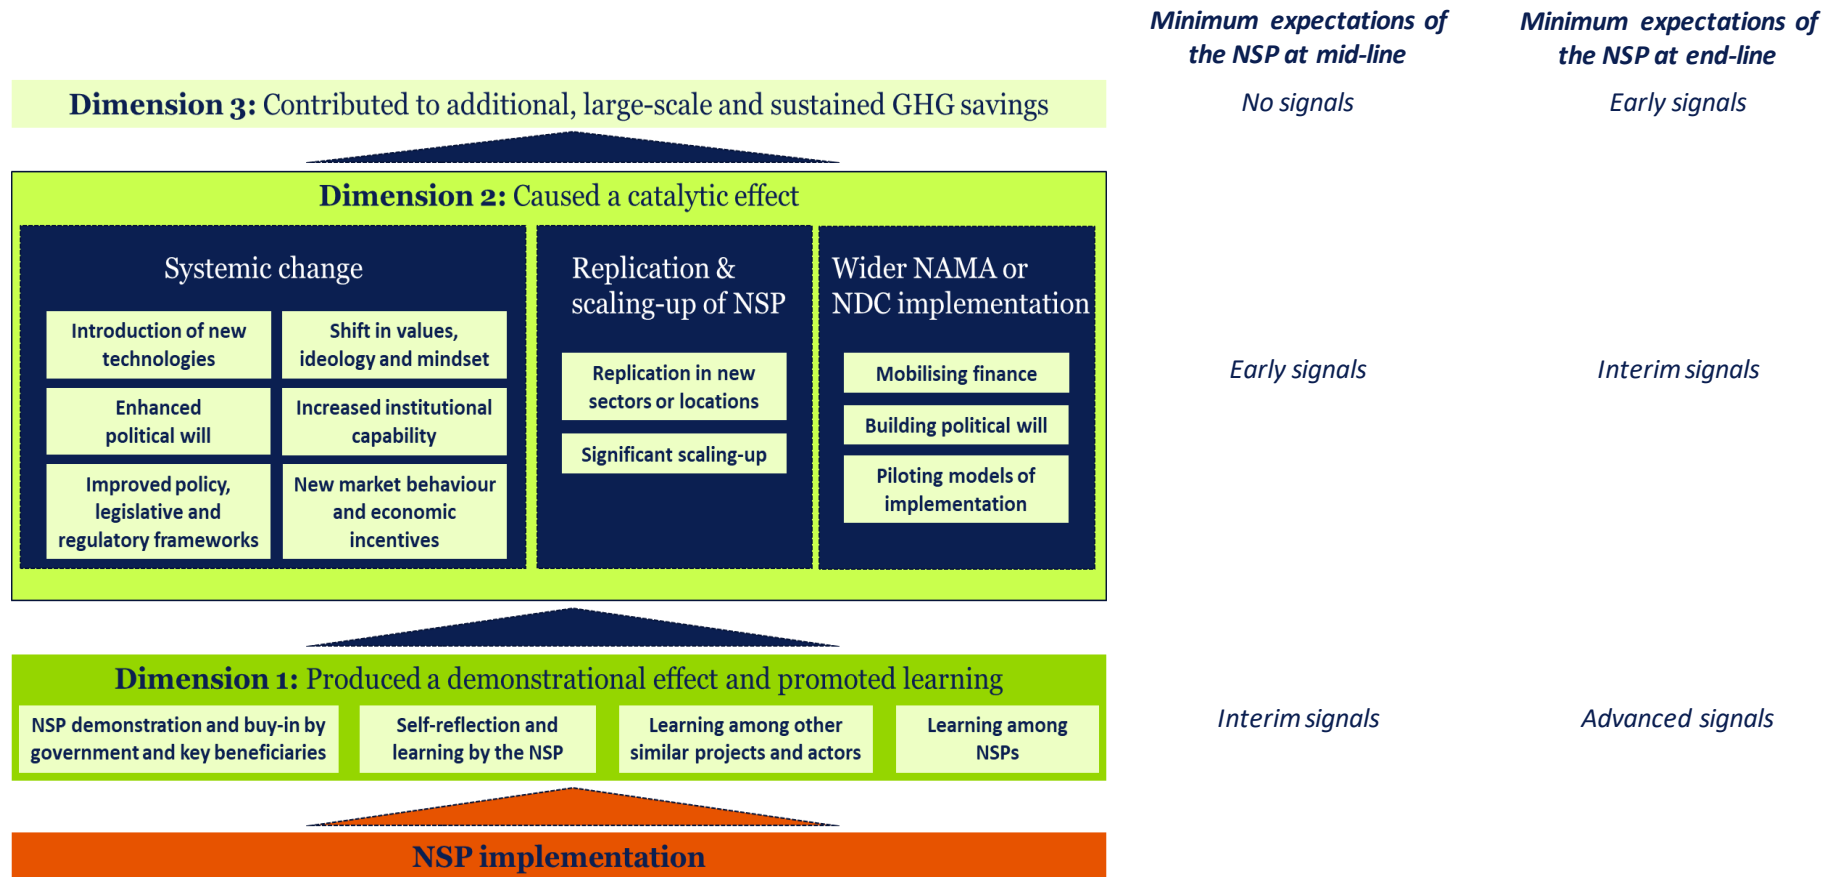 Minimum expectations of
the NSP at mid-line
Minimum expectations of
the NSP at end-line
Dimension 3: Contributed to additional, large-scale and sustained GHG savings
No signals
Early signals
Dimension 2: Caused a catalytic effect
Systemic change
Introduction of new
technologies
Shift in values,
ideology and mindset
Enhanced
political will
Increased institutional
capability
Improved policy,
legislative and
regulatory frameworks
New market behaviour
and economic
incentives
Replication &
scaling-up of NSP
Replication in new
sectors or locations
Significant scaling-up
Wider NAMA or
NDC implementation
Mobilising finance
Building political will
Piloting models of
implementation
Early signals
Interim signals
Dimension 1: Produced a demonstrational effect and promoted learning
NSP demonstration and buy-in by
government and key beneficiaries
Self-reflection and
learning by the NSP
Learning among other
similar projects and actors
Learning among
NSPs
Interim signals
Advanced signals
NSP implementation